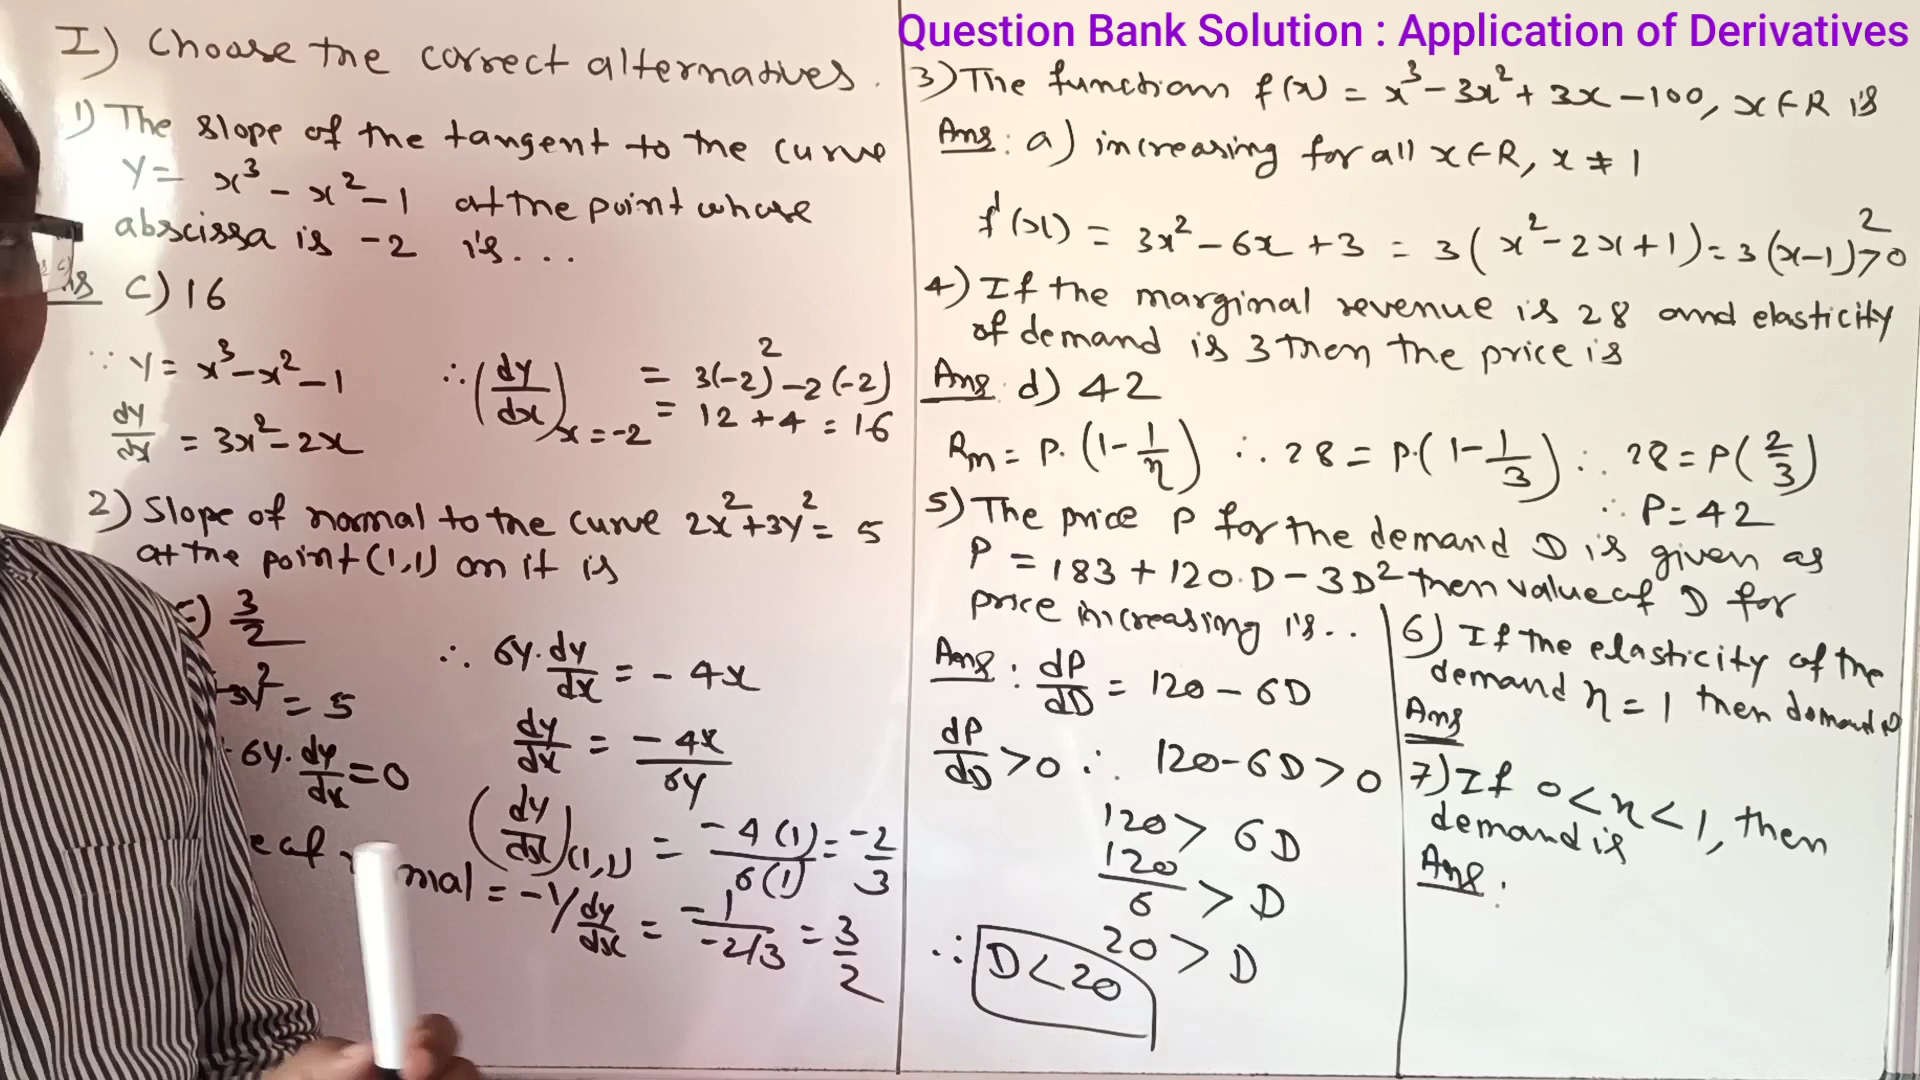 Question Bank Solution : Application of Derivatives
I) Choose the correct alternatives.
1) The slope of the tangent to the curve
y = x³ - x² - 1 at the point whose
abscissa is -2 is...
Ans c) 16
∵ y = x³ - x² - 1
dy/dx = 3x² - 2x
∴ (dy/dx)x=-2 = 3(-2)² - 2(-2)
= 12 + 4 = 16
2) Slope of normal to the curve 2x² + 3y² = 5
at the point (1,1) on it is
c) 3/2
3y² = 5
6y.dy/dx = 0
∴ 6y.dy/dx = -4x
dy/dx = -4x/6y
(dy/dx)(1,1) = -4(1)/6(1) = -2/3
of normal = -1/dy/dx = -1/-2/3 = 3/2
3) The function f(x) = x³ - 3x² + 3x - 100, x ∈ R is
Ans: a) increasing for all x ∈ R, x ≠ 1
f'(x) = 3x² - 6x + 3 = 3(x² - 2x + 1) = 3(x-1)² > 0
4) If the marginal revenue is 28 and elasticity
of demand is 3 then the price is
Ans: d) 42
Rm = P.(1 - 1/η) ∴ 28 = P.(1 - 1/3) ∴ 28 = P(2/3)
∴ P = 42
5) The price P for the demand D is given as
P = 183 + 120.D - 3D² then value of D for
price increasing is..
Ans: dP/dD = 120 - 6D
dP/dD > 0 ∴ 120 - 6D > 0
120 > 6D
120/6 > D
20 > D
∴ D < 20
6) If the elasticity of the
demand η = 1 then demand is
Ans
7) If 0 < η < 1, then
demand is
Ans: